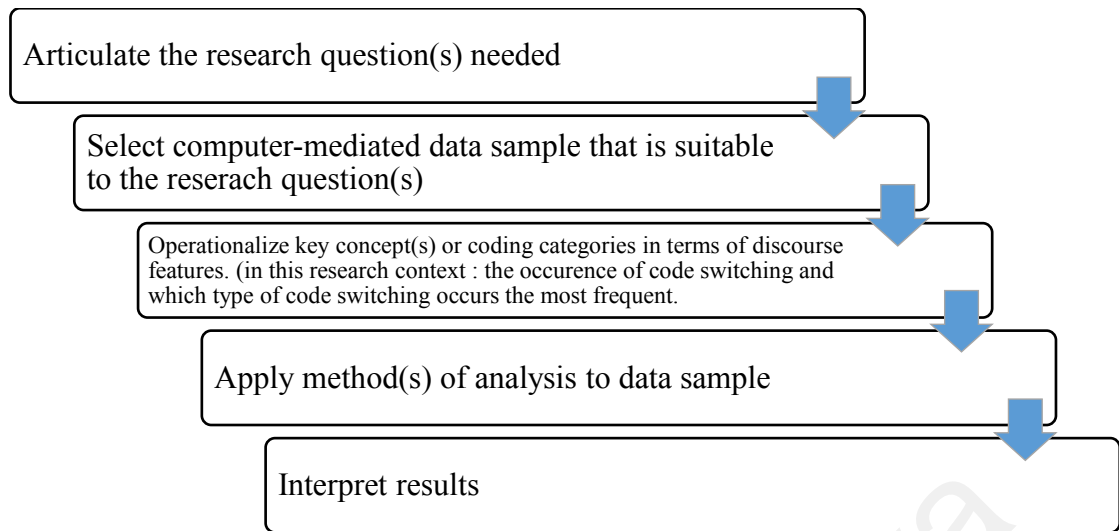 Articulate the research question(s) needed
Select computer-mediated data sample that is suitable
to the reserach question(s)
Operationalize key concept(s) or coding categories in terms of discourse
features. (in this research context : the occurence of code switching and
which type of code switching occurs the most frequent.
Apply method(s) of analysis to data sample
Interpret results